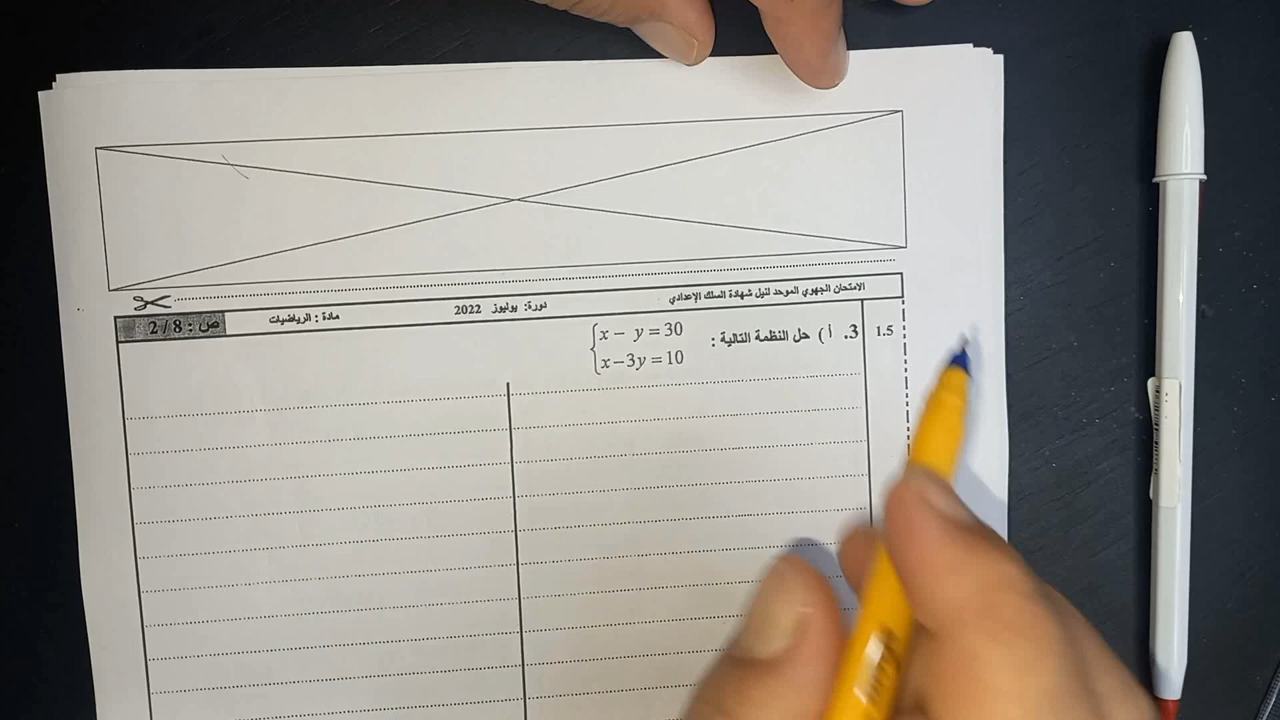 الامتحان الجهوي الموحد لنيل شهادة السلك الإعدادي
دورة: يوليوز 2022
مادة : الرياضيات
ص : 2/8
1.5
3. أ ) حل النظمة التالية :
x - y = 30
x-3y = 10